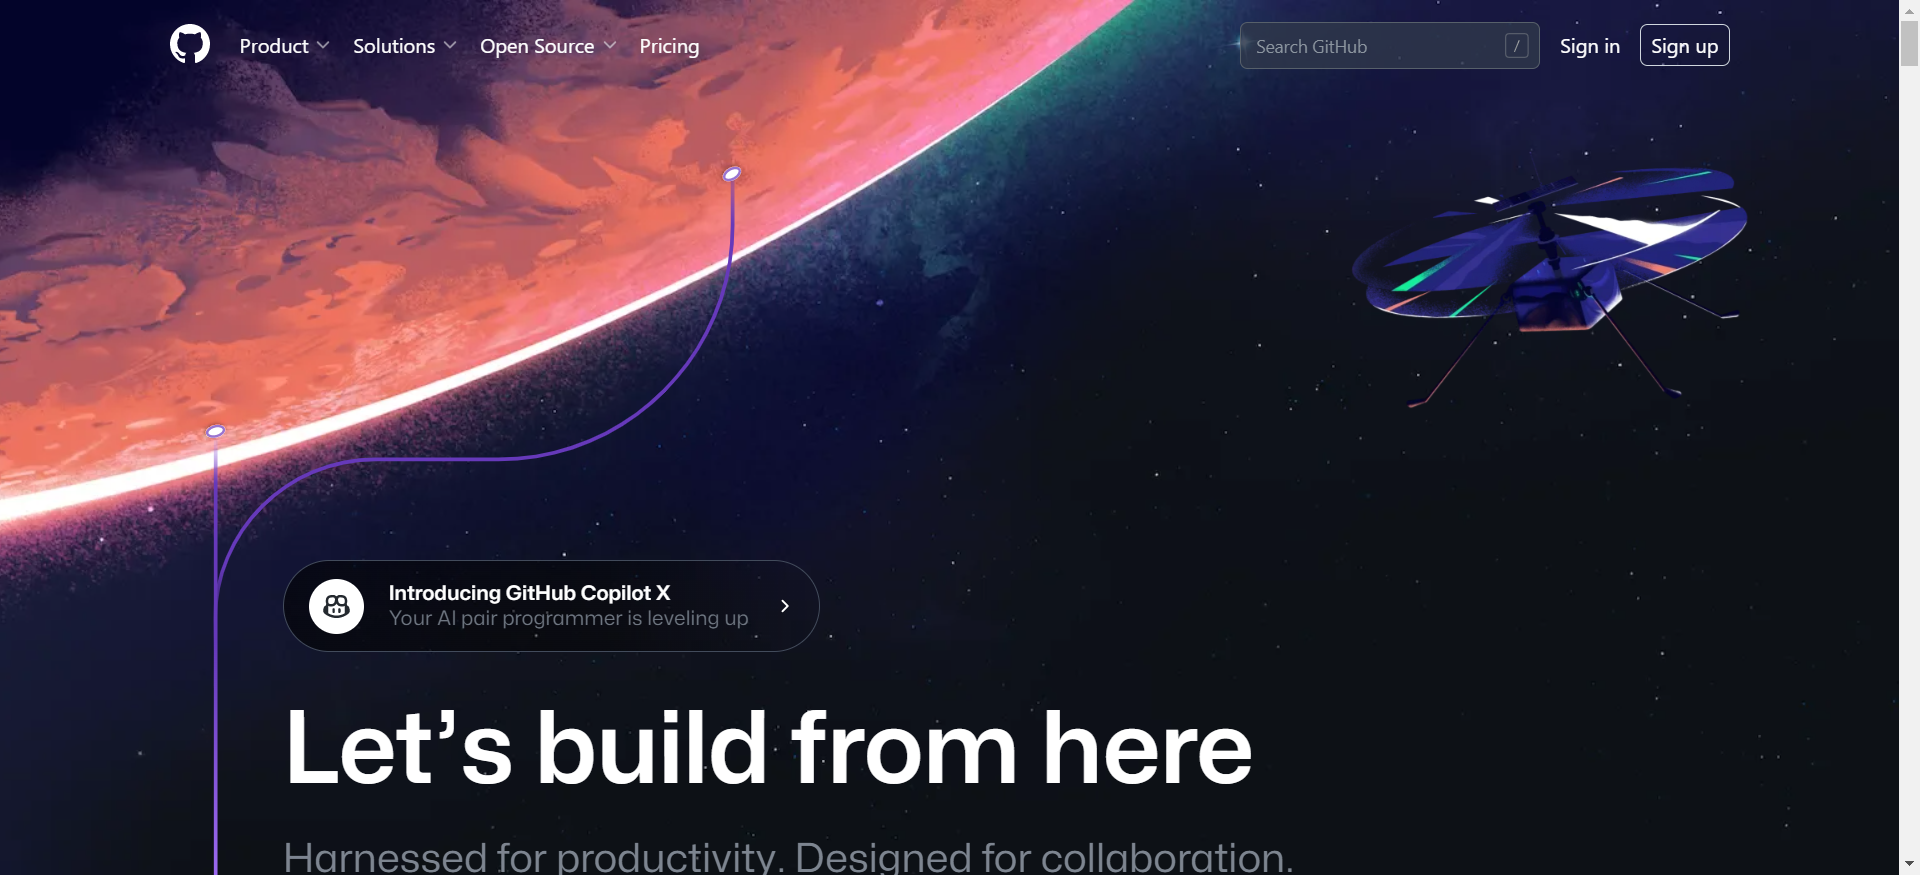 Product
Solutions
Open Source
Pricing
Search GitHub
/
Sign in
Sign up
Introducing GitHub Copilot X
Your AI pair programmer is leveling up
Let’s build from here
Harnessed for productivity. Designed for collaboration.